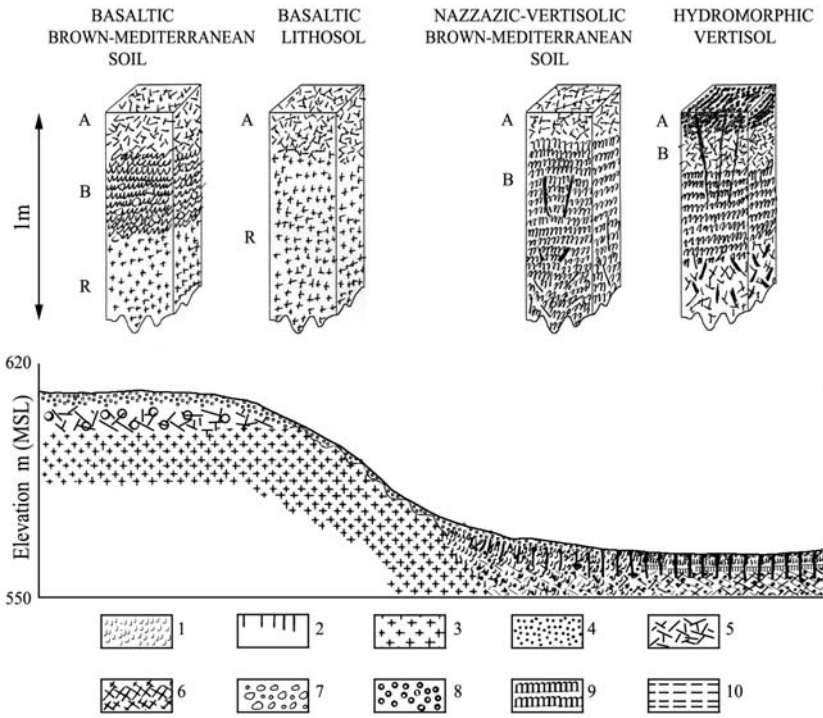 BASALTIC
BROWN-MEDITERRANEAN
SOIL
BASALTIC
LITHOSOL
NAZZAZIC-VERTISOLIC
BROWN-MEDITERRANEAN
SOIL
HYDROMORPHIC
VERTISOL
1m
A
B
R
A
R
A
B
A
B
620
Elevation m (MSL)
550
1
2
3
4
5
6
7
8
9
10